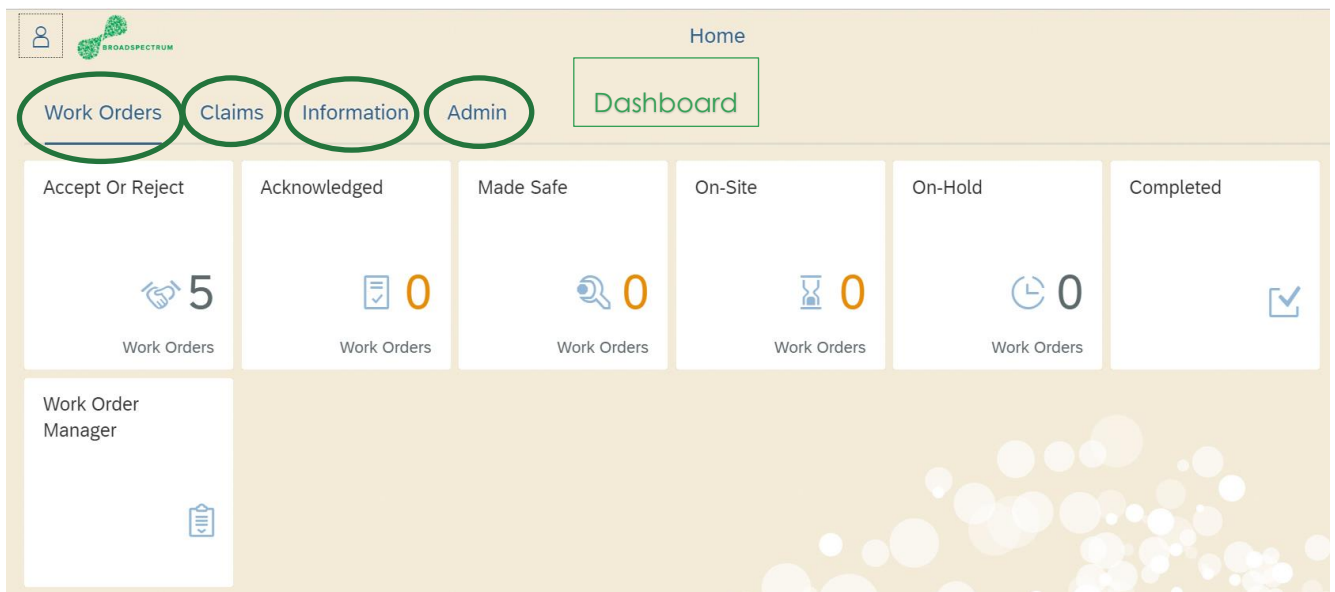 BROADSPECTRUM
Home
Work Orders Claims Information Admin
Dashboard
Accept Or Reject
5
Work Orders
Acknowledged
0
Work Orders
Made Safe
0
Work Orders
On-Site
0
Work Orders
On-Hold
0
Work Orders
Completed
Work Order
Manager